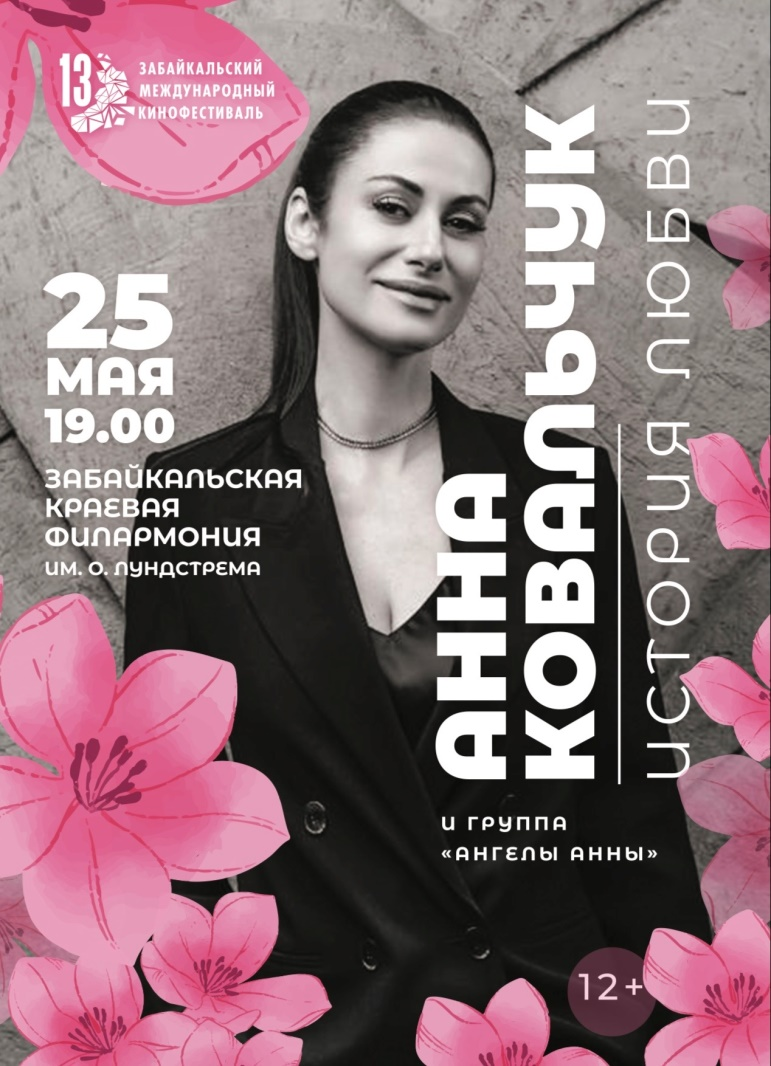 13
ЗАБАЙКАЛЬСКИЙ
МЕЖДУНАРОДНЫЙ
КИНОФЕСТИВАЛЬ
25
МАЯ
19.00
ЗАБАЙКАЛЬСКАЯ
КРАЕВАЯ
ФИЛАРМОНИЯ
ИМ. О. ЛУНДСТРЕМА
АННА
КОВАЛЬЧУК
ИСТОРИЯ ЛЮБВИ
И ГРУППА
«АНГЕЛЫ АННЫ»
12+